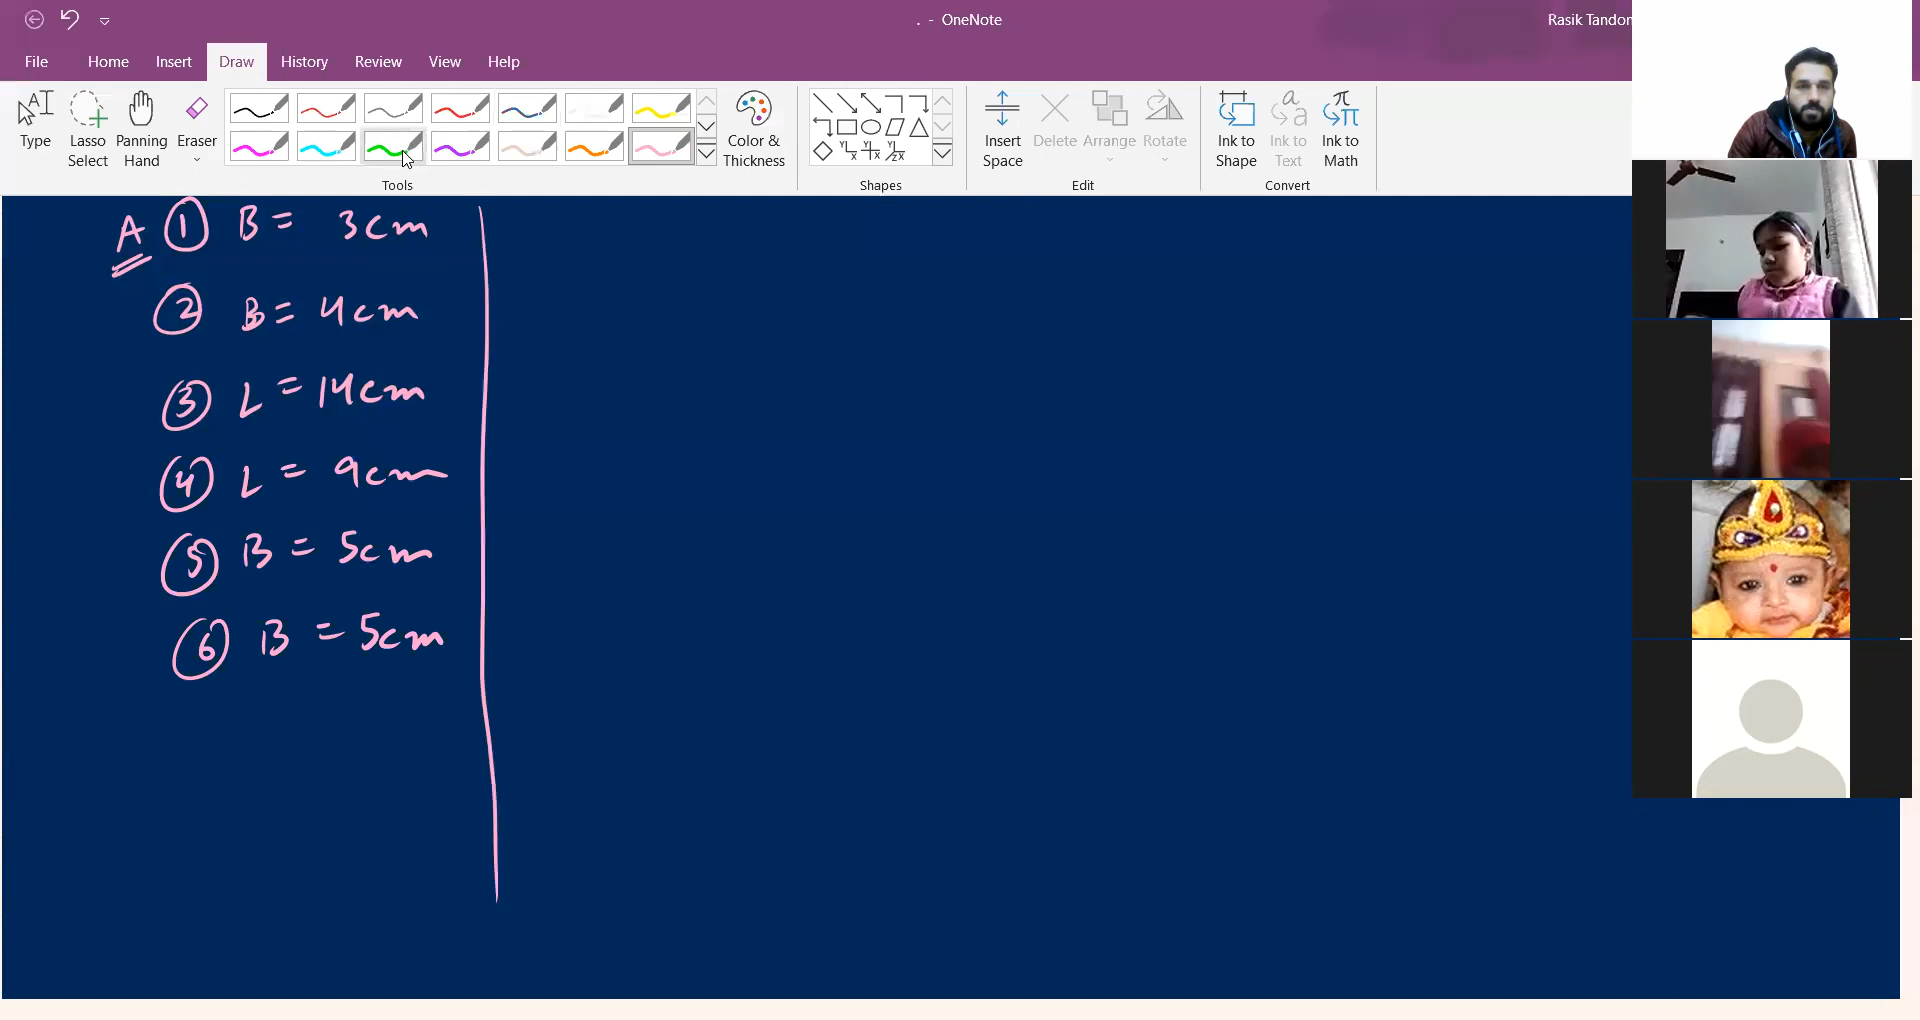 . - OneNote
Rasik Tandon
File Home Insert Draw History Review View Help
Type
Lasso Select
Panning Hand
Eraser
Color & Thickness
Insert Space
Delete
Arrange
Rotate
Ink to Shape
Ink to Text
Ink to Math
Tools
Shapes
Edit
Convert
A ① B = 3cm
② B = 4cm
③ L = 14cm
④ L = 9cm
⑤ B = 5cm
⑥ B = 5cm